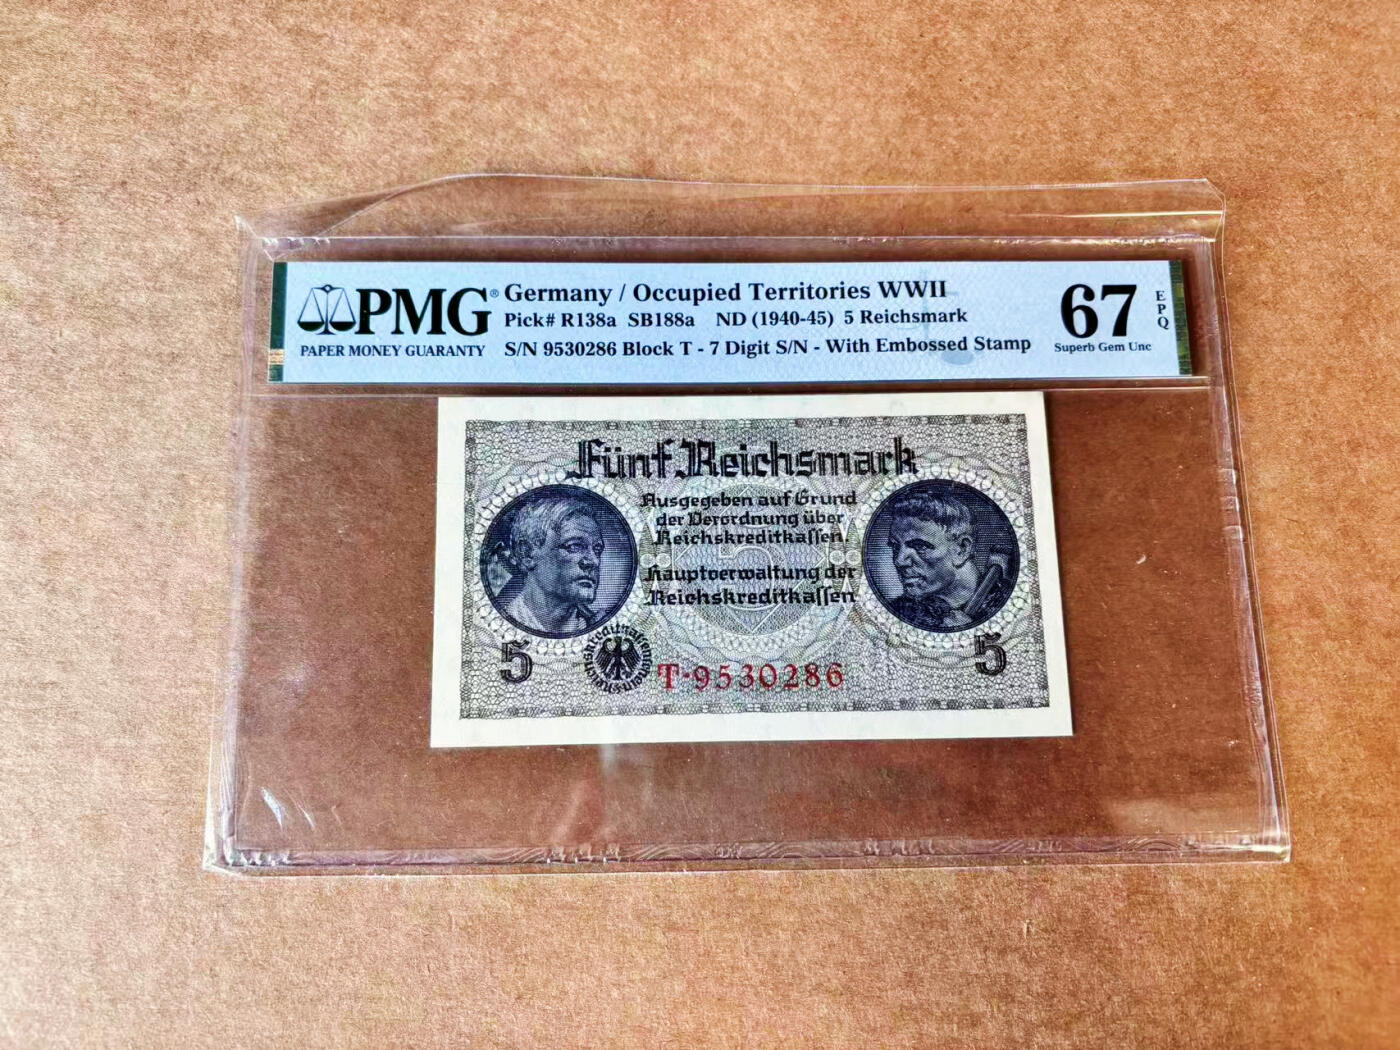 PMG® Germany / Occupied Territories WWII
PAPER MONEY GUARANTY
Pick# R138a SB188a ND (1940-45) 5 Reichsmark
S/N 9530286 Block T - 7 Digit S/N - With Embossed Stamp
67 EPQ
Superb Gem Unc
Fünf Reichsmark
Ausgegeben auf Grund
der Verordnung über
Reichskreditkassen.
Hauptverwaltung der
Reichskreditkassen
5
5
T·9530286
5